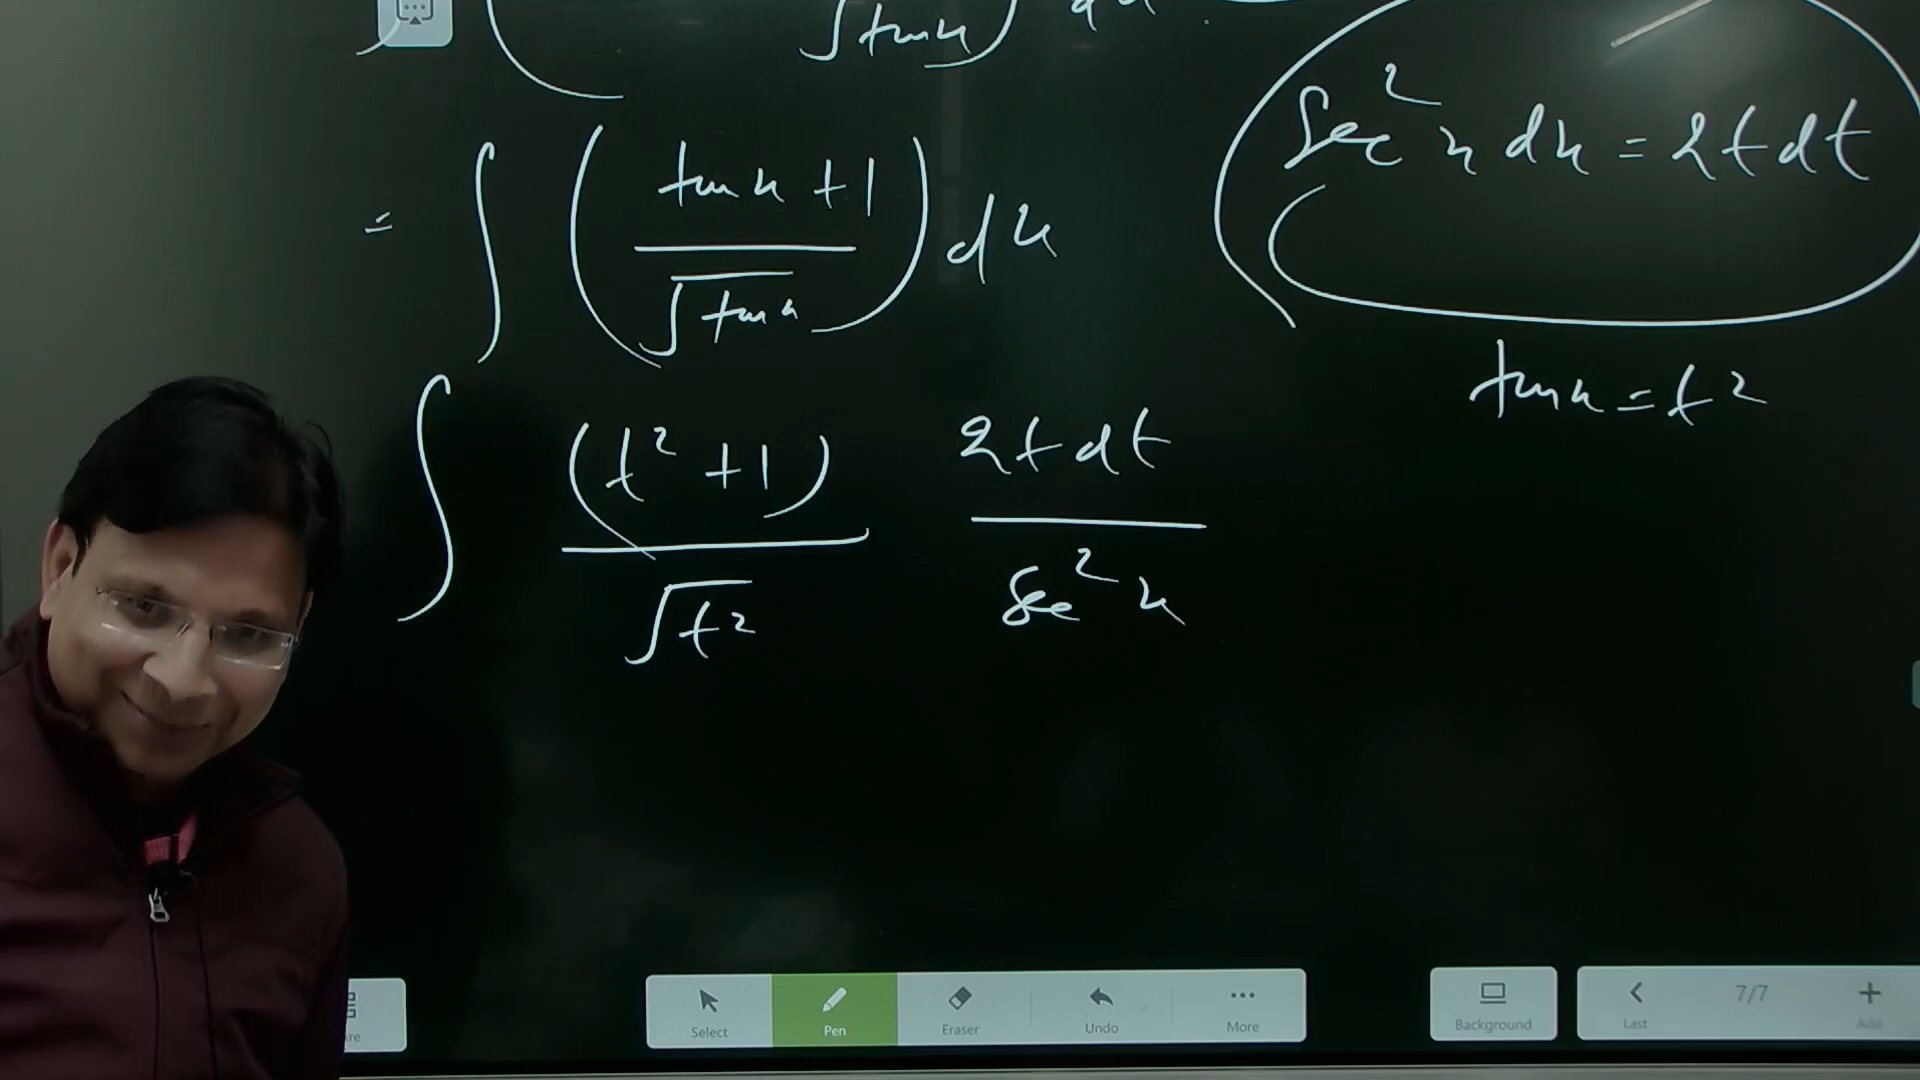 √tanx) dx
sec²x dx = 2t dt
= ∫ ( (tanx + 1) / √tanx ) dx
tanx = t²
∫ (t² + 1) / √t² 2t dt / sec²x
Select Pen Eraser Undo More Background Last 7/7 Add